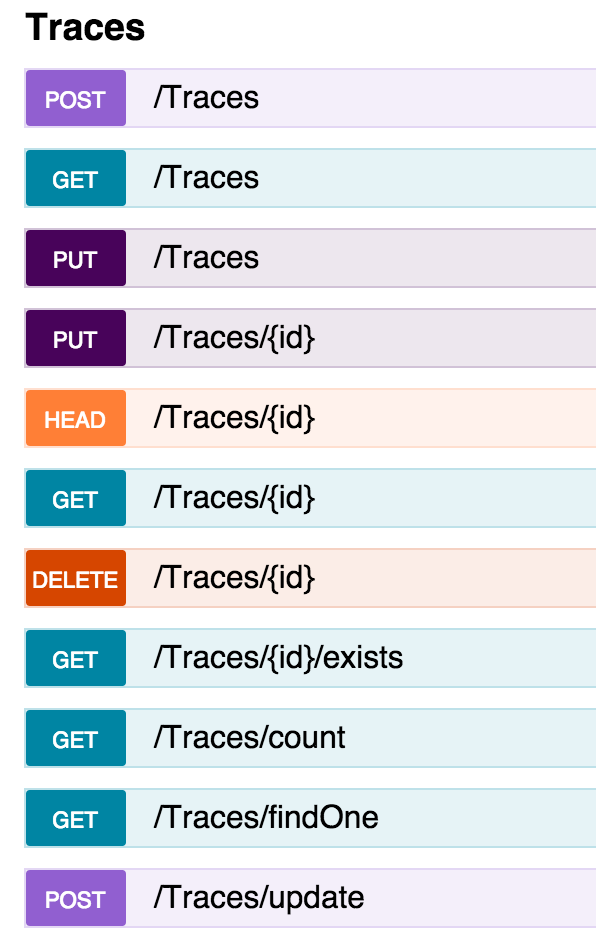 Traces
POST /Traces
GET /Traces
PUT /Traces
PUT /Traces/{id}
HEAD /Traces/{id}
GET /Traces/{id}
DELETE /Traces/{id}
GET /Traces/{id}/exists
GET /Traces/count
GET /Traces/findOne
POST /Traces/update